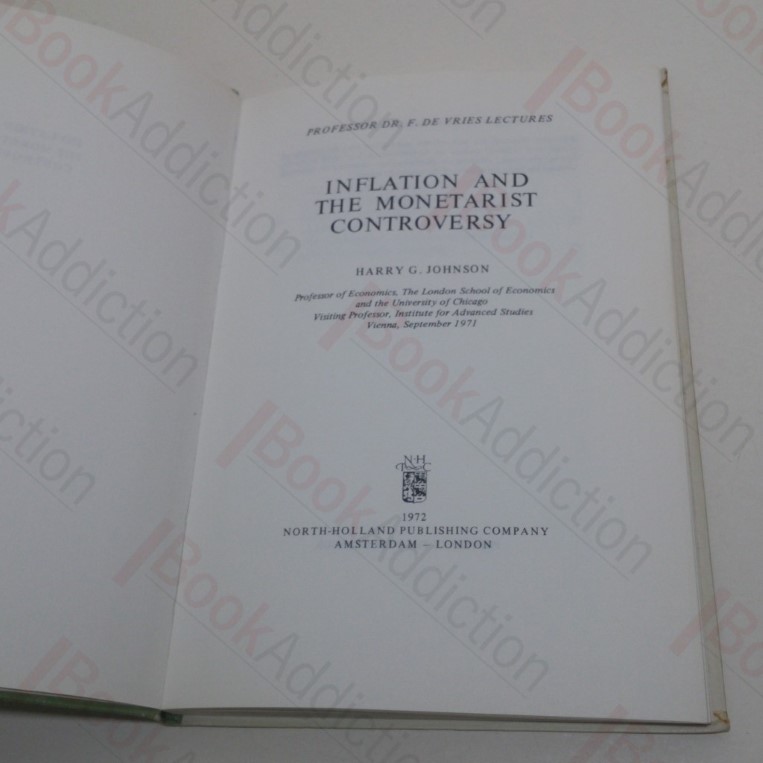 PROFESSOR DR. F. DE VRIES LECTURES
INFLATION AND
THE MONETARIST
CONTROVERSY
HARRY G. JOHNSON
Professor of Economics, The London School of Economics
and the University of Chicago
Visiting Professor, Institute for Advanced Studies
Vienna, September 1971
N·H
1972
NORTH-HOLLAND PUBLISHING COMPANY
AMSTERDAM – LONDON
BookAddiction